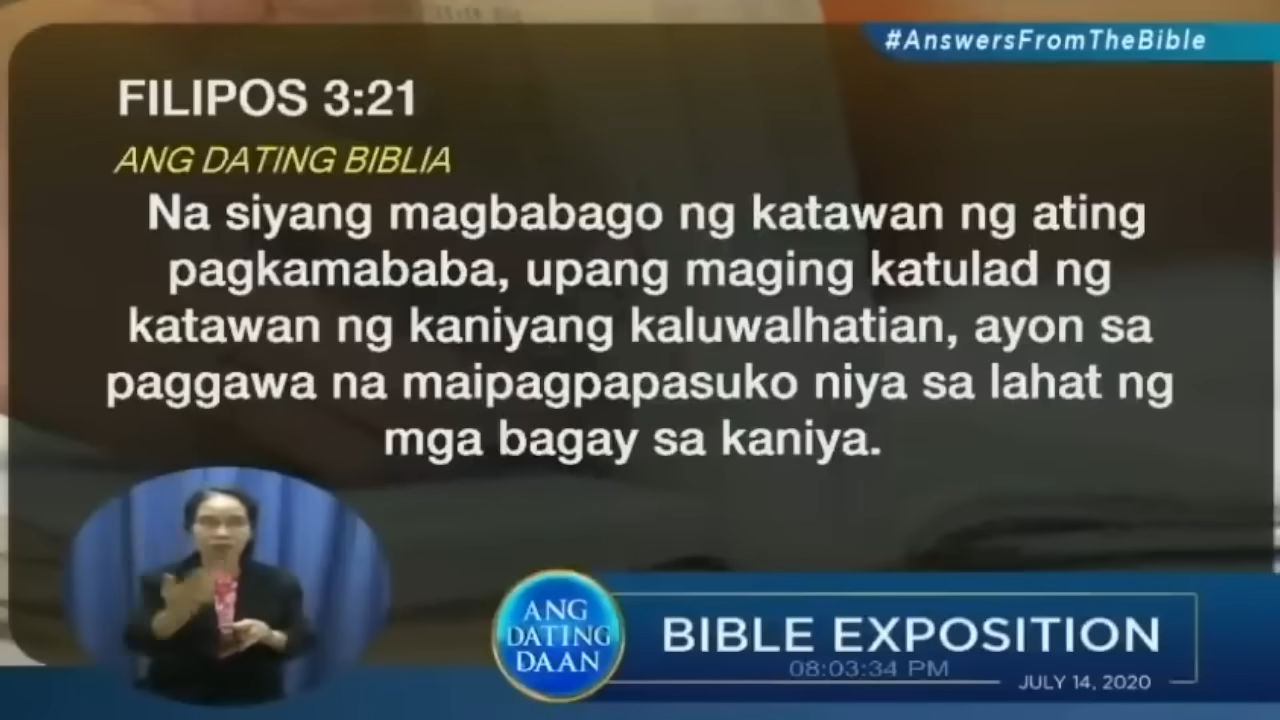 #AnswersFromTheBible
FILIPOS 3:21
ANG DATING BIBLIA
Na siyang magbabago ng katawan ng ating
pagkamababa, upang maging katulad ng
katawan ng kaniyang kaluwalhatian, ayon sa
paggawa na maipagpapasuko niya sa lahat ng
mga bagay sa kaniya.
ANG
DATING
DAAN
BIBLE EXPOSITION
08:03:34 PM
JULY 14, 2020